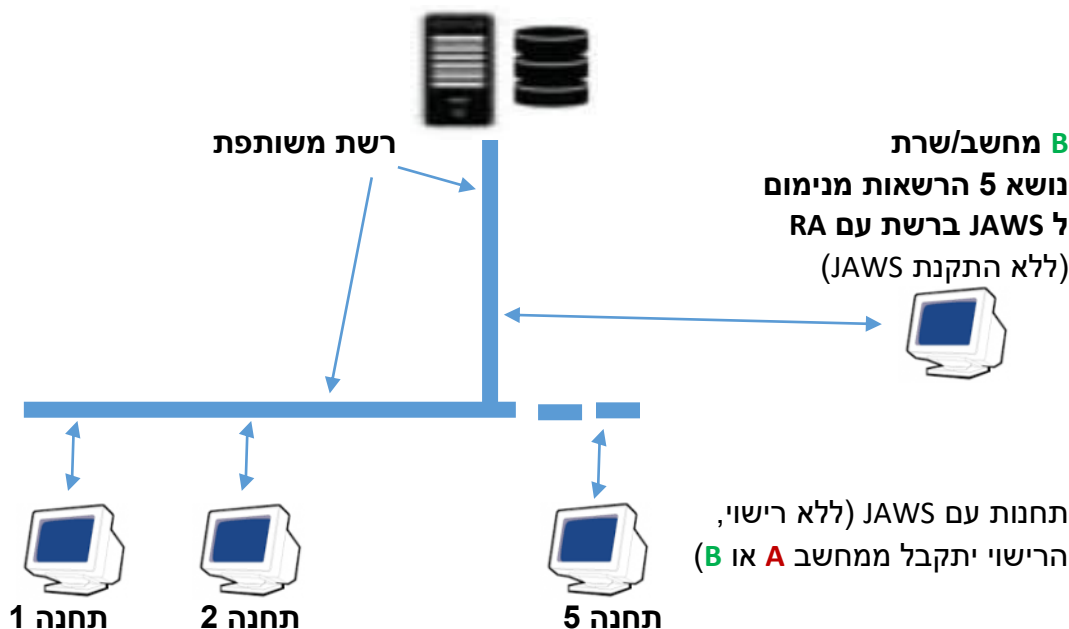 רשת משותפת
B מחשב/שרת
נושא 5 הרשאות מנימום
ל JAWS ברשת עם RA
(ללא התקנת JAWS)
תחנות עם JAWS (ללא רישוי,
הרישוי יתקבל ממחשב A או B)
תחנה 1
תחנה 2
תחנה 5